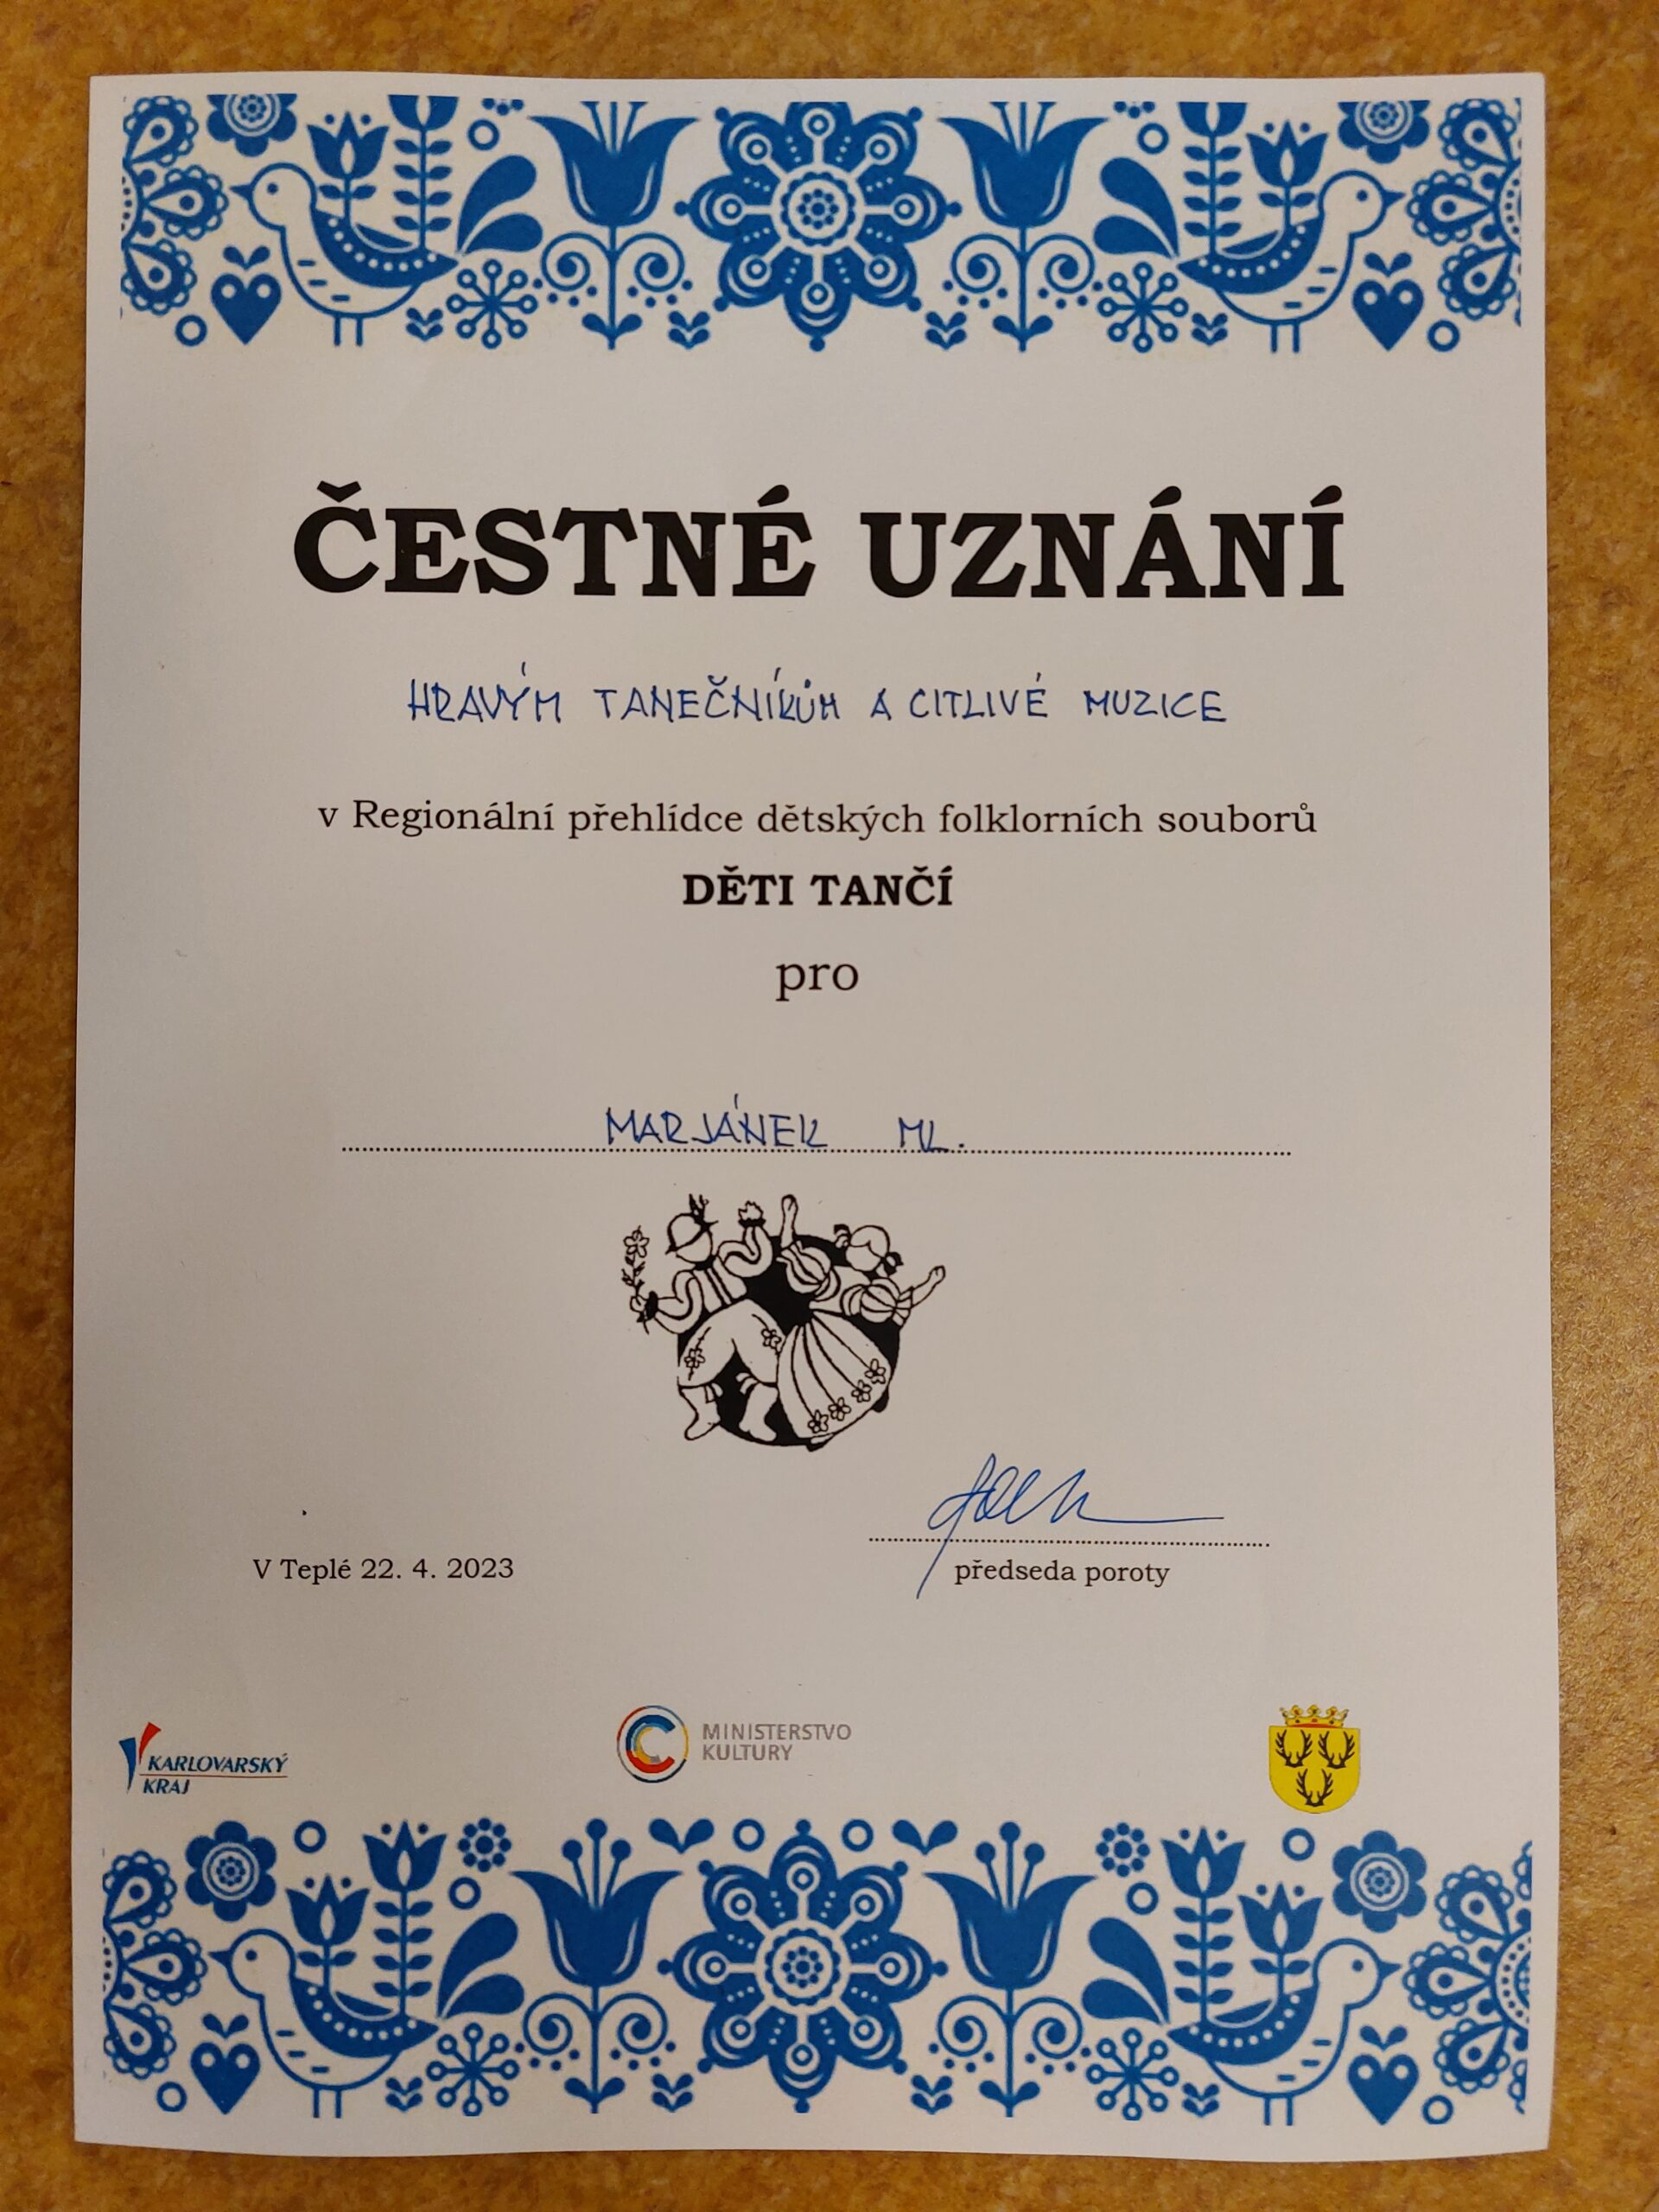 ČESTNÉ UZNÁNÍ
HRAVÝM TANEČNÍKŮM A CITLIVÉ MUZICE
v Regionální přehlídce dětských folklorních souborů
DĚTI TANČÍ
pro
MARJÁNEK ML.
V Teplé 22. 4. 2023
předseda poroty
KARLOVARSKÝ
KRAJ
MINISTERSTVO
KULTURY